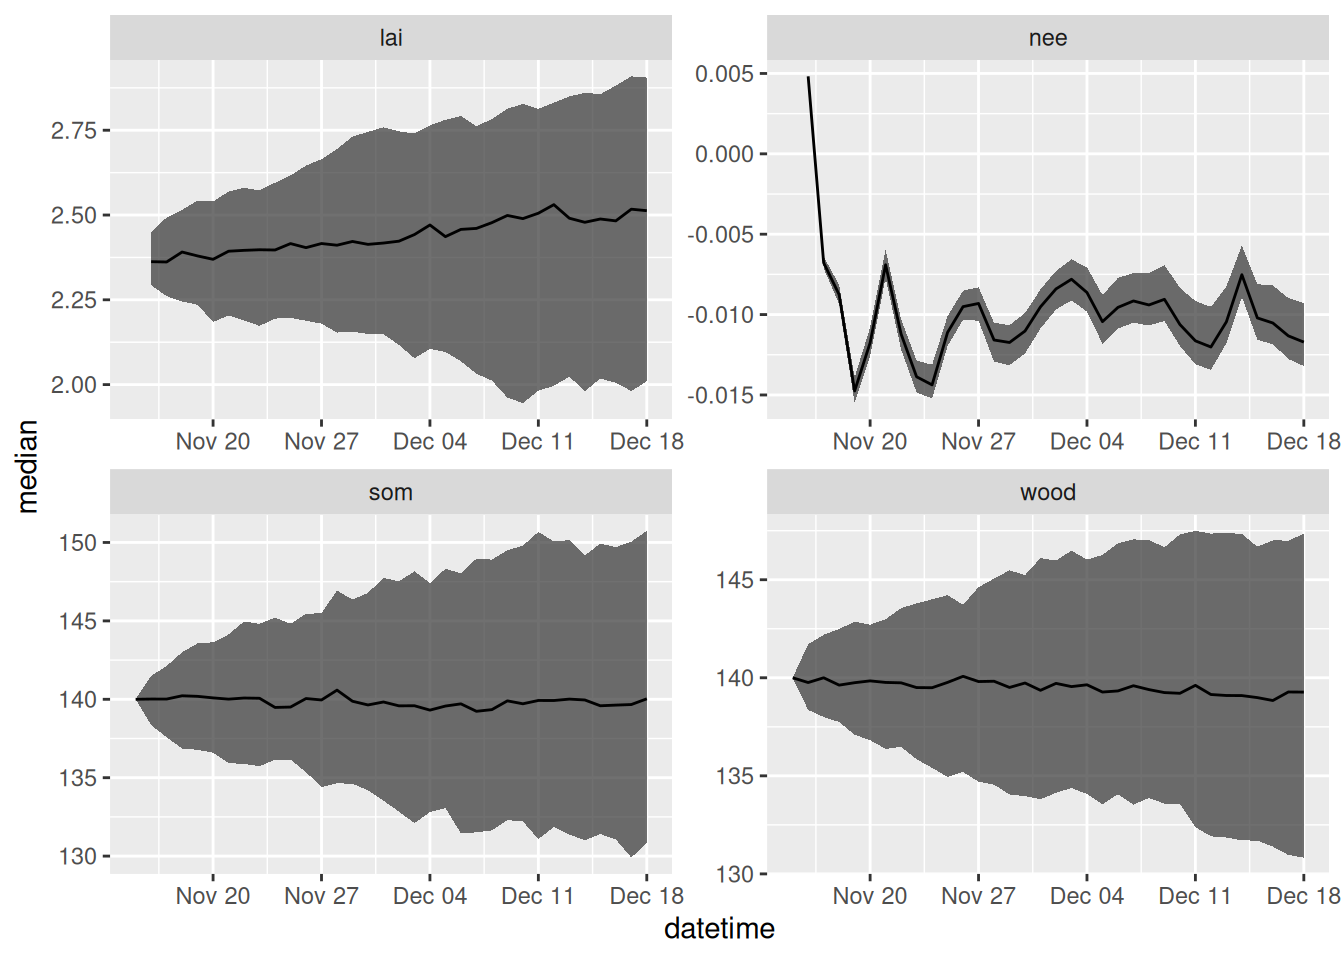 lai
nee
2.75
2.50
2.25
2.00
0.005
0.000
-0.005
-0.010
-0.015
Nov 20 Nov 27 Dec 04 Dec 11 Dec 18
Nov 20 Nov 27 Dec 04 Dec 11 Dec 18
median
som
wood
150
145
140
135
130
145
140
135
130
Nov 20 Nov 27 Dec 04 Dec 11 Dec 18
Nov 20 Nov 27 Dec 04 Dec 11 Dec 18
datetime